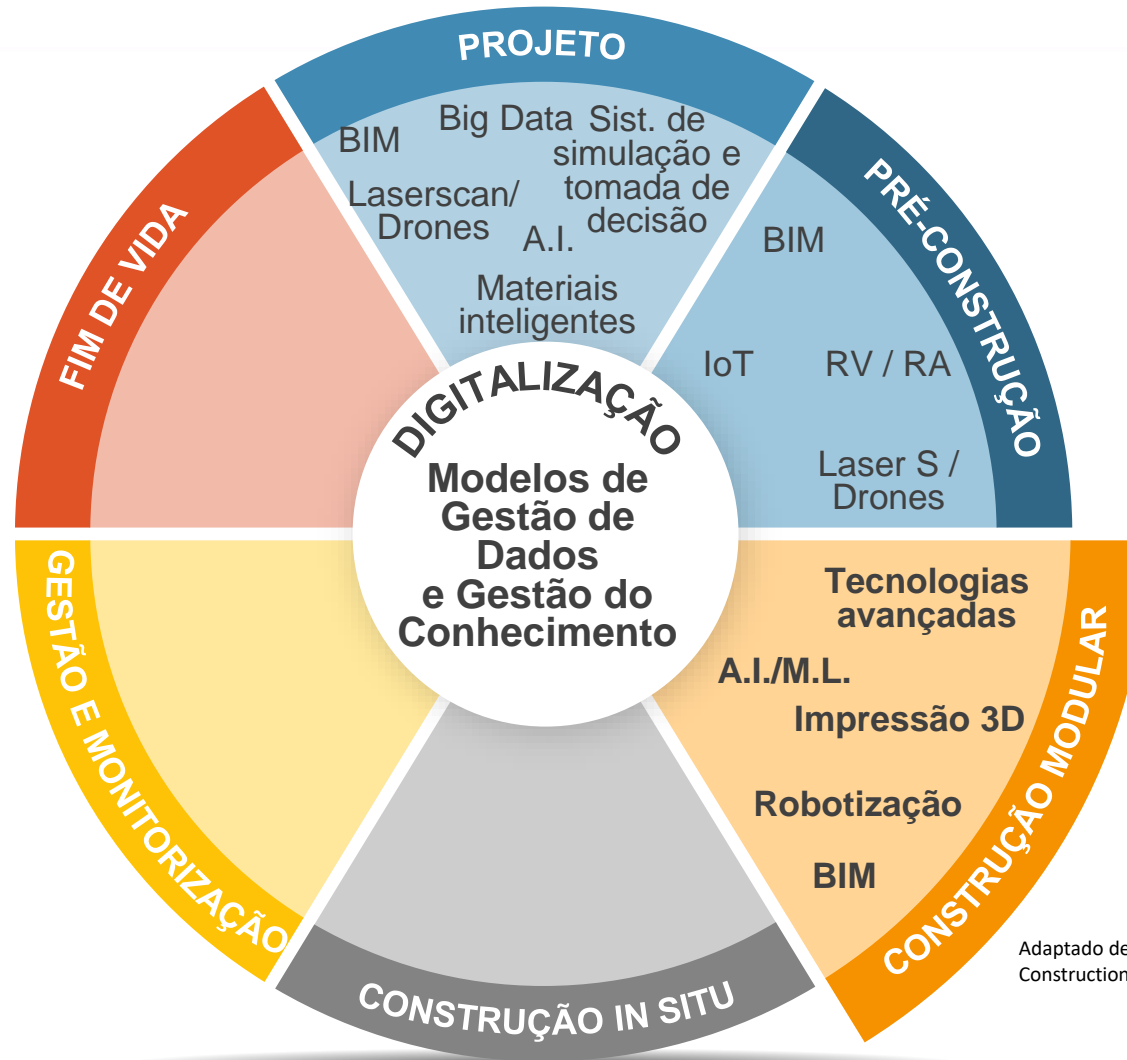 PROJETO
BIM
Big Data
Sist. de
simulação e
tomada de
decisão
Laserscan/
Drones
A.I.
Materiais
inteligentes
PRÉ-CONSTRUÇÃO
BIM
IoT
RV / RA
Laser S /
Drones
CONSTRUÇÃO MODULAR
Tecnologias
avançadas
A.I./M.L.
Impressão 3D
Robotização
BIM
CONSTRUÇÃO IN SITU
GESTÃO E MONITORIZAÇÃO
FIM DE VIDA
DIGITALIZAÇÃO
Modelos de
Gestão de
Dados
e Gestão do
Conhecimento
Adaptado de
Construction